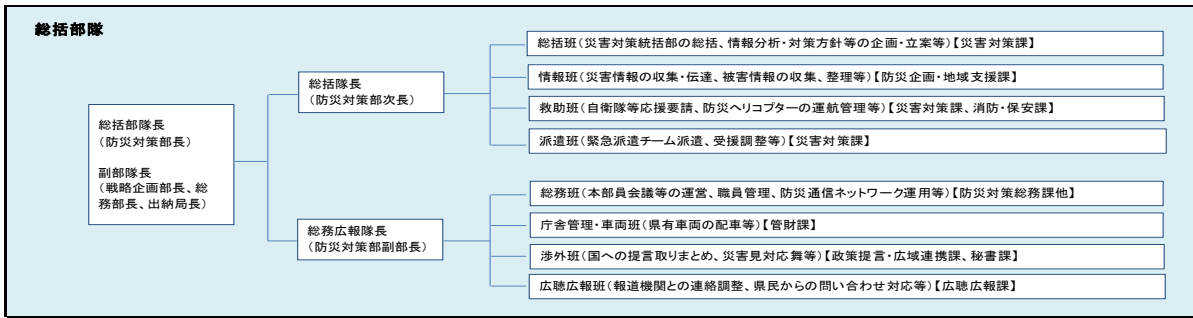 総括部隊
総括部隊長
（防災対策部長）
副部隊長
（戦略企画部長、総
務部長、出納局長）
総括隊長
（防災対策部次長）
総括班（災害対策統括部の総括、情報分析・対策方針等の企画・立案等）【災害対策課】
情報班（災害情報の収集・伝達、被害情報の収集、整理等）【防災企画・地域支援課】
救助班（自衛隊等応援要請、防災ヘリコプターの運航管理等）【災害対策課、消防・保安課】
派遣班（緊急派遣チーム派遣、受援調整等）【災害対策課】
総務広報隊長
（防災対策部副部長）
総務班（本部員会議等の運営、職員管理、防災通信ネットワーク運用等）【防災対策総務課他】
庁舎管理・車両班（県有車両の配車等）【管財課】
渉外班（国への提言取りまとめ、災害見対応舞等）【政策提言・広域連携課、秘書課】
広聴広報班（報道機関との連絡調整、県民からの問い合わせ対応等）【広聴広報課】